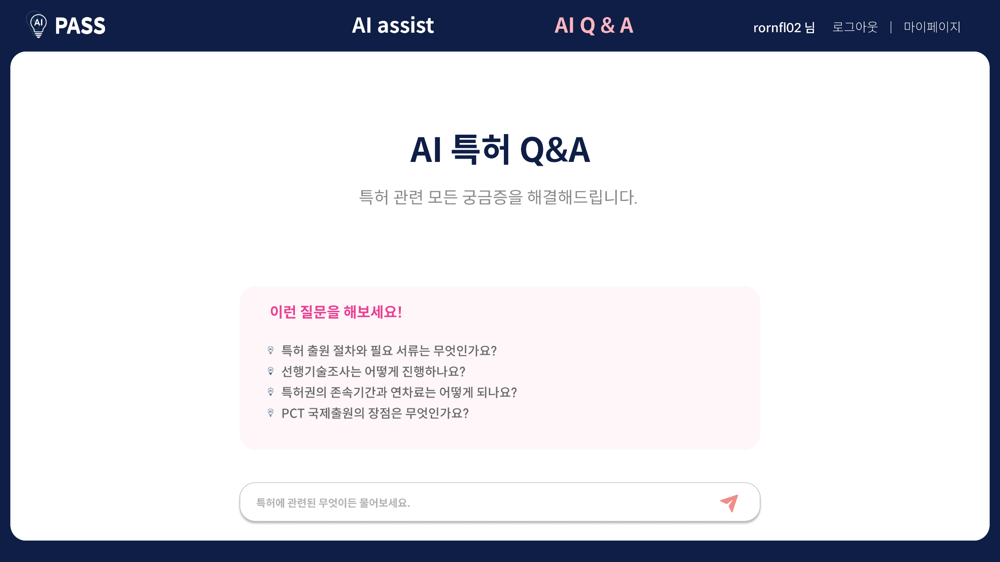 AI PASS
AI assist
AI Q & A
rornfl02 님 로그아웃 | 마이페이지
AI 특허 Q&A
특허 관련 모든 궁금증을 해결해드립니다.
이런 질문을 해보세요!
AI 특허 출원 절차와 필요 서류는 무엇인가요?
AI 선행기술조사는 어떻게 진행하나요?
AI 특허권의 존속기간과 연차료는 어떻게 되나요?
AI PCT 국제출원의 장점은 무엇인가요?
특허에 관련된 무엇이든 물어보세요.